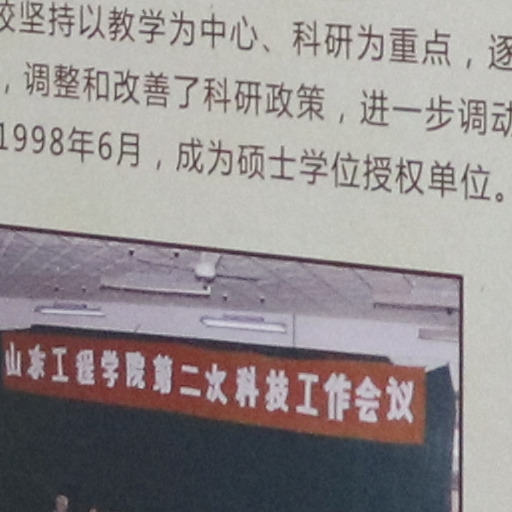 校坚持以教学为中心、科研为重点，逐
，调整和改善了科研政策，进一步调动
1998年6月，成为硕士学位授权单位。
山东工程学院第二次科技工作会议